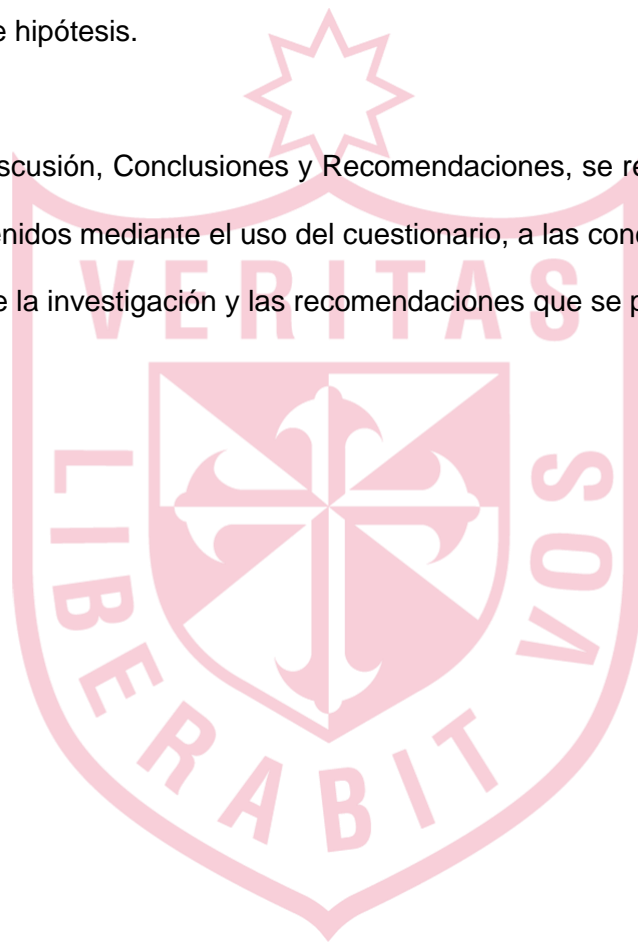 e hipótesis.
scusión, Conclusiones y Recomendaciones, se re
enidos mediante el uso del cuestionario, a las con
e la investigación y las recomendaciones que se p
VERITAS
LIBERABIT
VOS